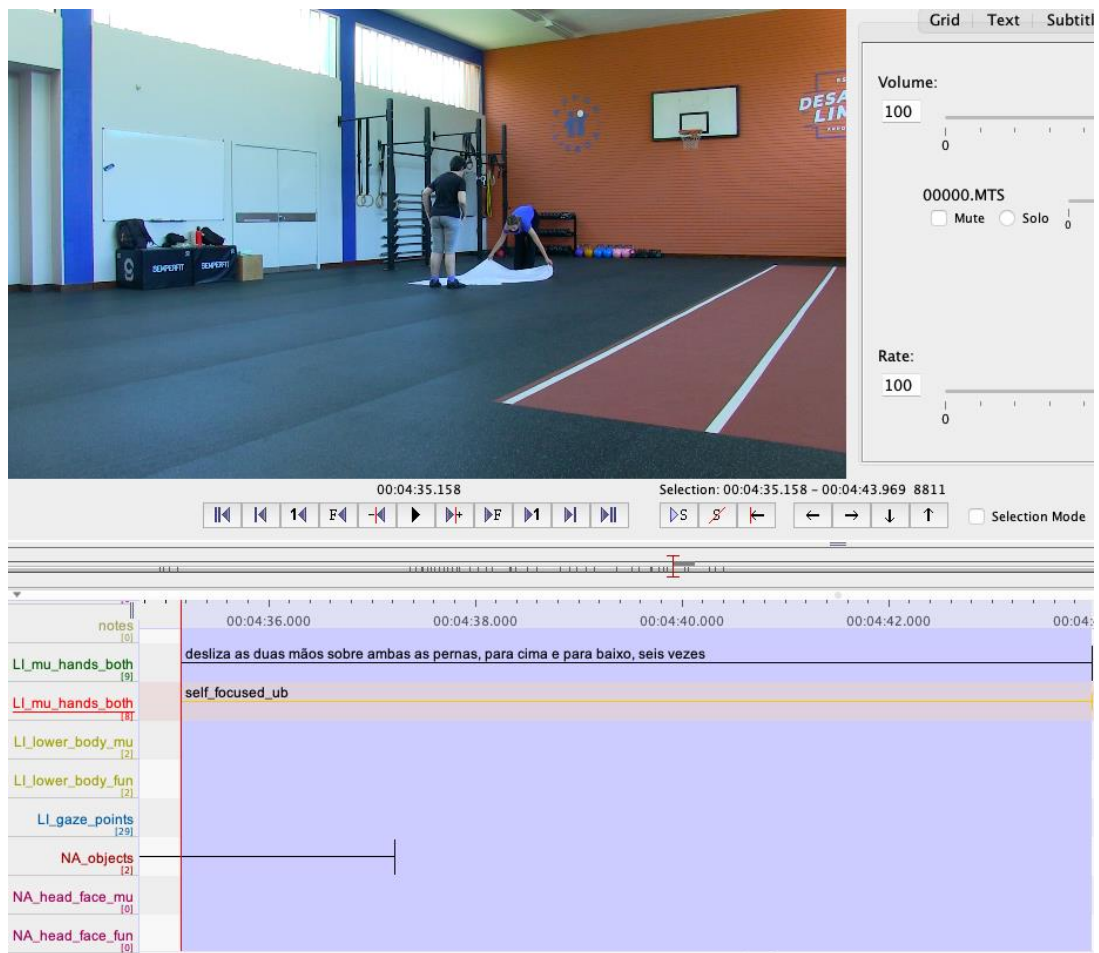 Grid Text Subtitl
Volume:
100
0
00000.MTS
Mute Solo 0
Rate:
100
0
DESA
LIN
SEMPERFIT SEMPERFIT
00:04:35.158
Selection: 00:04:35.158 - 00:04:43.969 8811
1 F + F 1 S S
Selection Mode
00:04:36.000 00:04:38.000 00:04:40.000 00:04:42.000 00:04:
notes
[0]
LI_mu_hands_both
[9]
desliza as duas mãos sobre ambas as pernas, para cima e para baixo, seis vezes
LI_mu_hands_both
[8]
self_focused_ub
LI_lower_body_mu
[2]
LI_lower_body_fun
[2]
LI_gaze_points
[29]
NA_objects
[2]
NA_head_face_mu
[0]
NA_head_face_fun
[0]